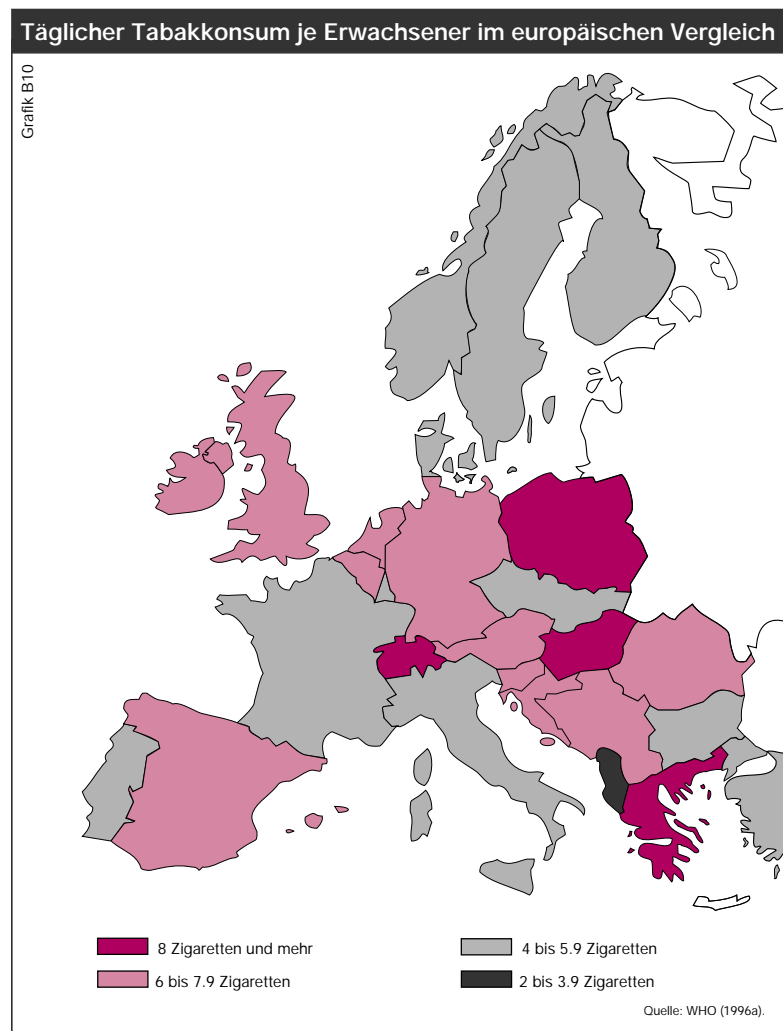 Täglicher Tabakkonsum je Erwachsener im europäischen Vergleich
Grafik B10
8 Zigaretten und mehr
6 bis 7.9 Zigaretten
4 bis 5.9 Zigaretten
2 bis 3.9 Zigaretten
Quelle: WHO (1996a).